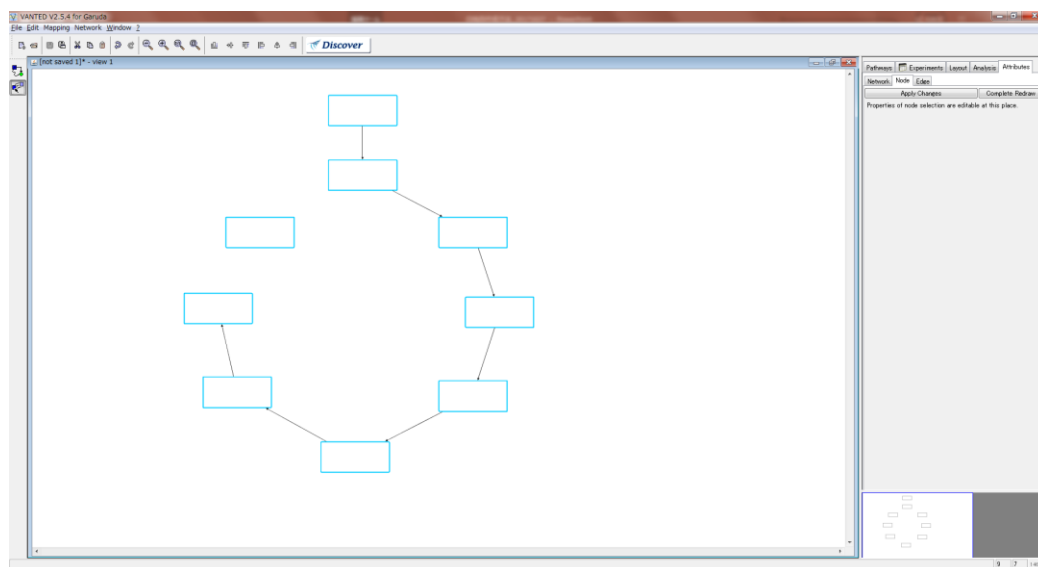 VANTED V2.5.4 for Garuda
File Edit Mapping Network Window ?
Discover
[not saved 1]* - view 1
Pathways Experiments Layout Analysis Attributes
Network Node Edge
Apply Changes Complete Redraw
Properties of node selection are editable at this place.
9 7